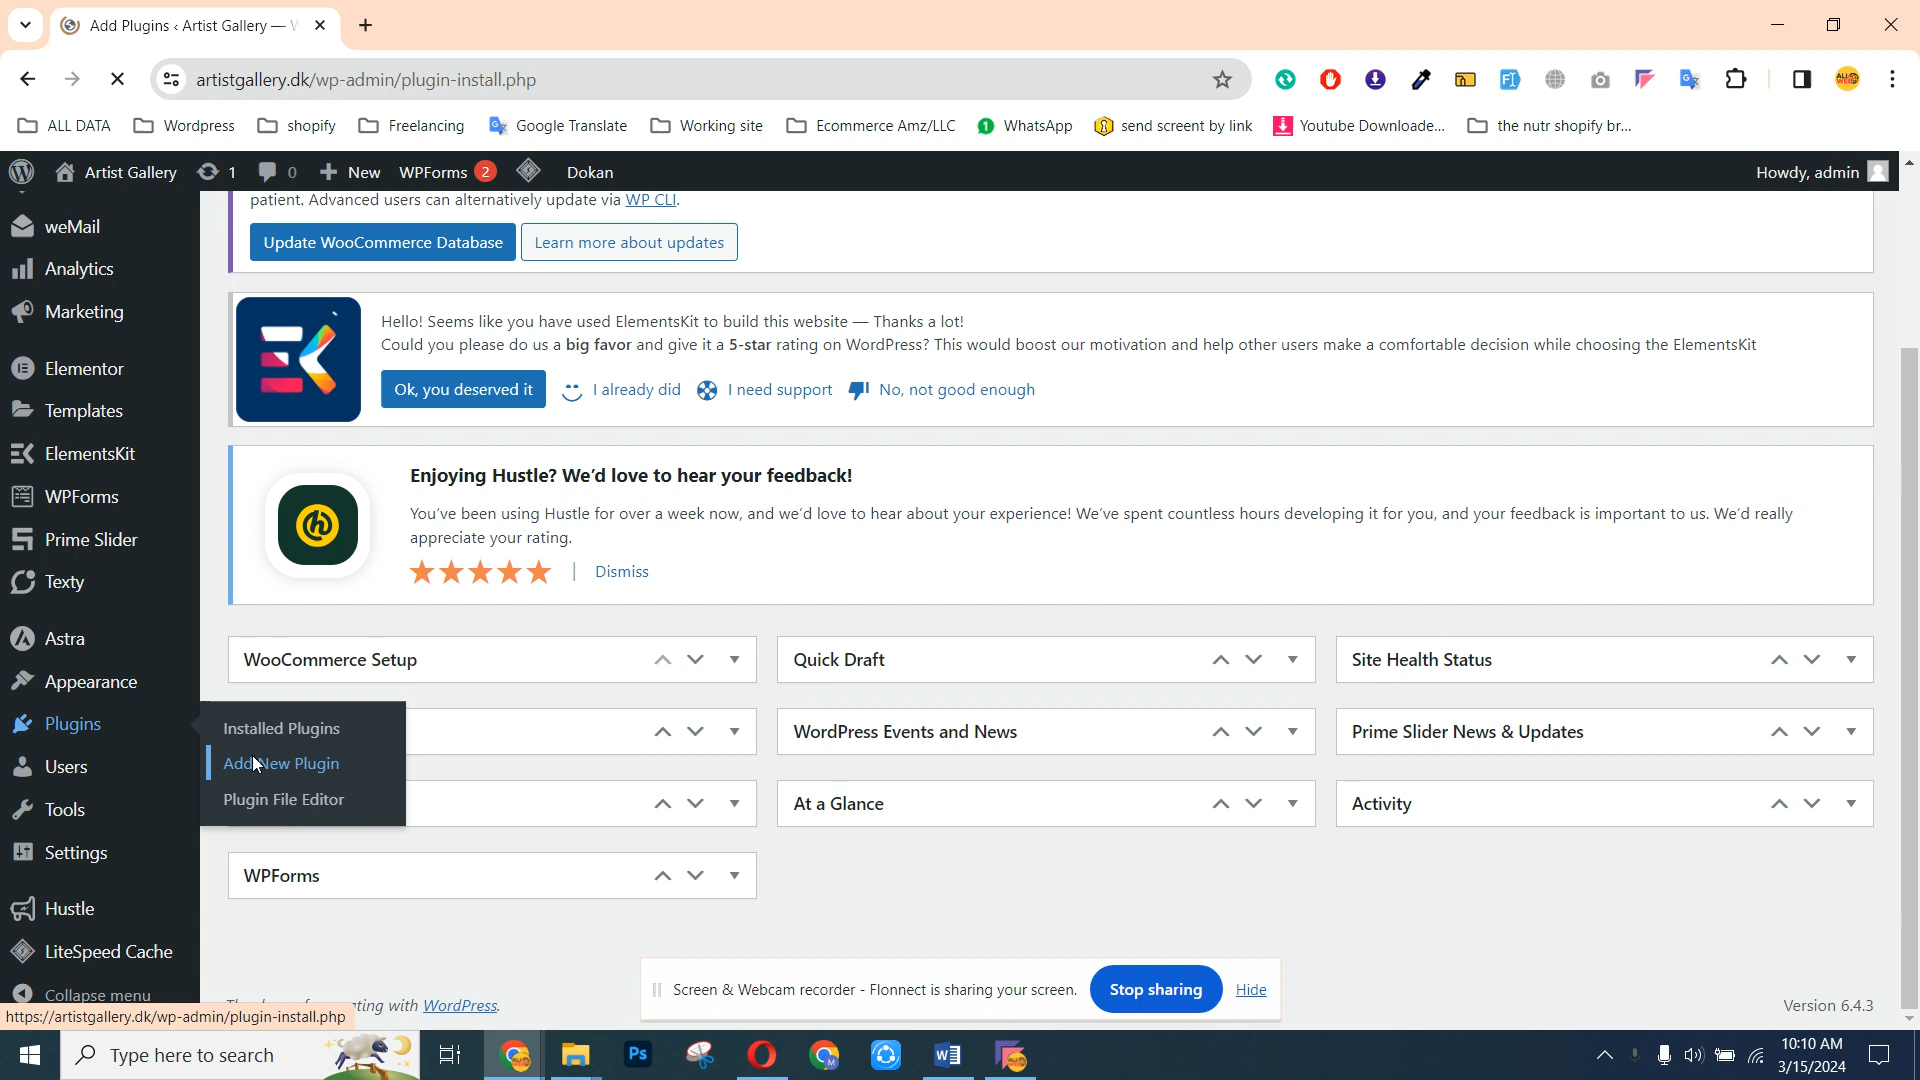 Add Plugins ‹ Artist Gallery —
artistgallery.dk/wp-admin/plugin-install.php
ALL DATA
Wordpress
shopify
Freelancing
Google Translate
Working site
Ecommerce Amz/LLC
WhatsApp
send screent by link
Youtube Downloade...
the nutr shopify br...
Artist Gallery
1
0
New
WPForms 2
Dokan
Howdy, admin
weMail
Analytics
Marketing
Elementor
Templates
ElementsKit
WPForms
Prime Slider
Texty
Astra
Appearance
Plugins
Users
Tools
Settings
Hustle
LiteSpeed Cache
Collapse menu
Installed Plugins
Add New Plugin
Plugin File Editor
patient. Advanced users can alternatively update via WP CLI.
Update WooCommerce Database
Learn more about updates
Hello! Seems like you have used ElementsKit to build this website — Thanks a lot!
Could you please do us a big favor and give it a 5-star rating on WordPress? This would boost our motivation and help other users make a comfortable decision while choosing the ElementsKit
Ok, you deserved it
I already did
I need support
No, not good enough
Enjoying Hustle? We'd love to hear your feedback!
You've been using Hustle for over a week now, and we'd love to hear about your experience! We've spent countless hours developing it for you, and your feedback is important to us. We'd really
appreciate your rating.
Dismiss
WooCommerce Setup
Quick Draft
Site Health Status
WordPress Events and News
Prime Slider News & Updates
At a Glance
Activity
WPForms
ating with WordPress.
Version 6.4.3
https://artistgallery.dk/wp-admin/plugin-install.php
Screen & Webcam recorder - Flonnect is sharing your screen.
Stop sharing
Hide
Type here to search
Ps
10:10 AM
3/15/2024